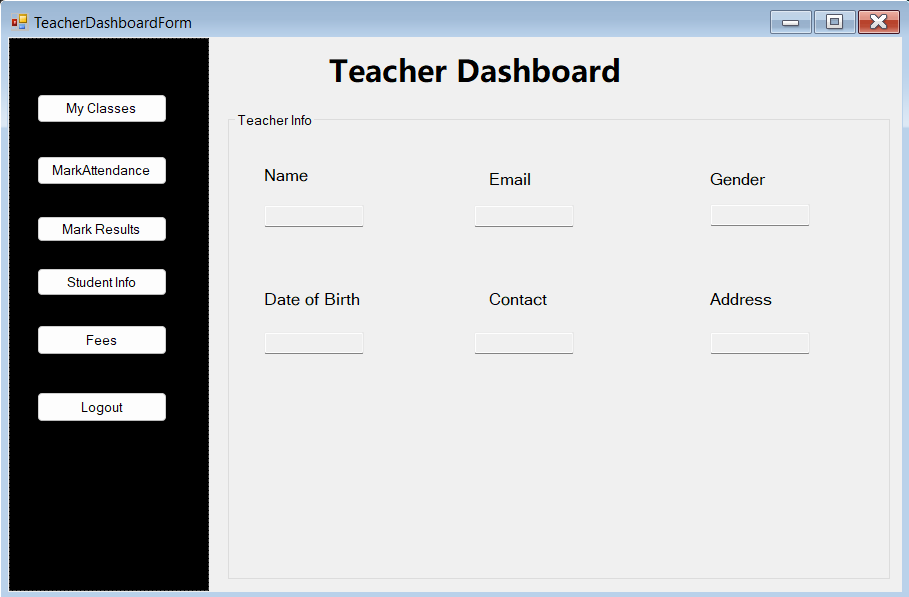 TeacherDashboardForm
Teacher Dashboard
My Classes
MarkAttendance
Mark Results
Student Info
Fees
Logout
Teacher Info
Name Email Gender
Date of Birth Contact Address